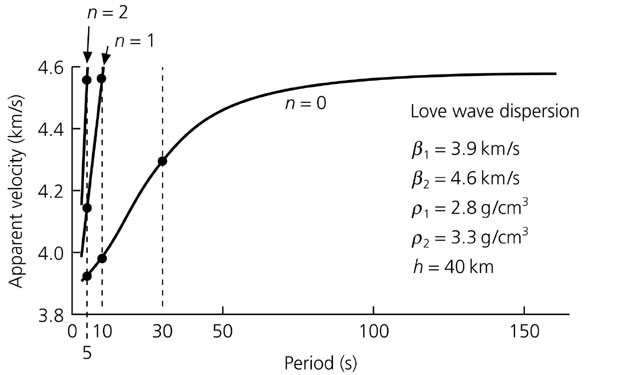 n = 2
n = 1
4.6
n = 0
4.4
4.2
4.0
3.8
Apparent velocity (km/s)
Love wave dispersion
β₁ = 3.9 km/s
β₂ = 4.6 km/s
ρ₁ = 2.8 g/cm³
ρ₂ = 3.3 g/cm³
h = 40 km
0 10 30 50 100 150
5
Period (s)